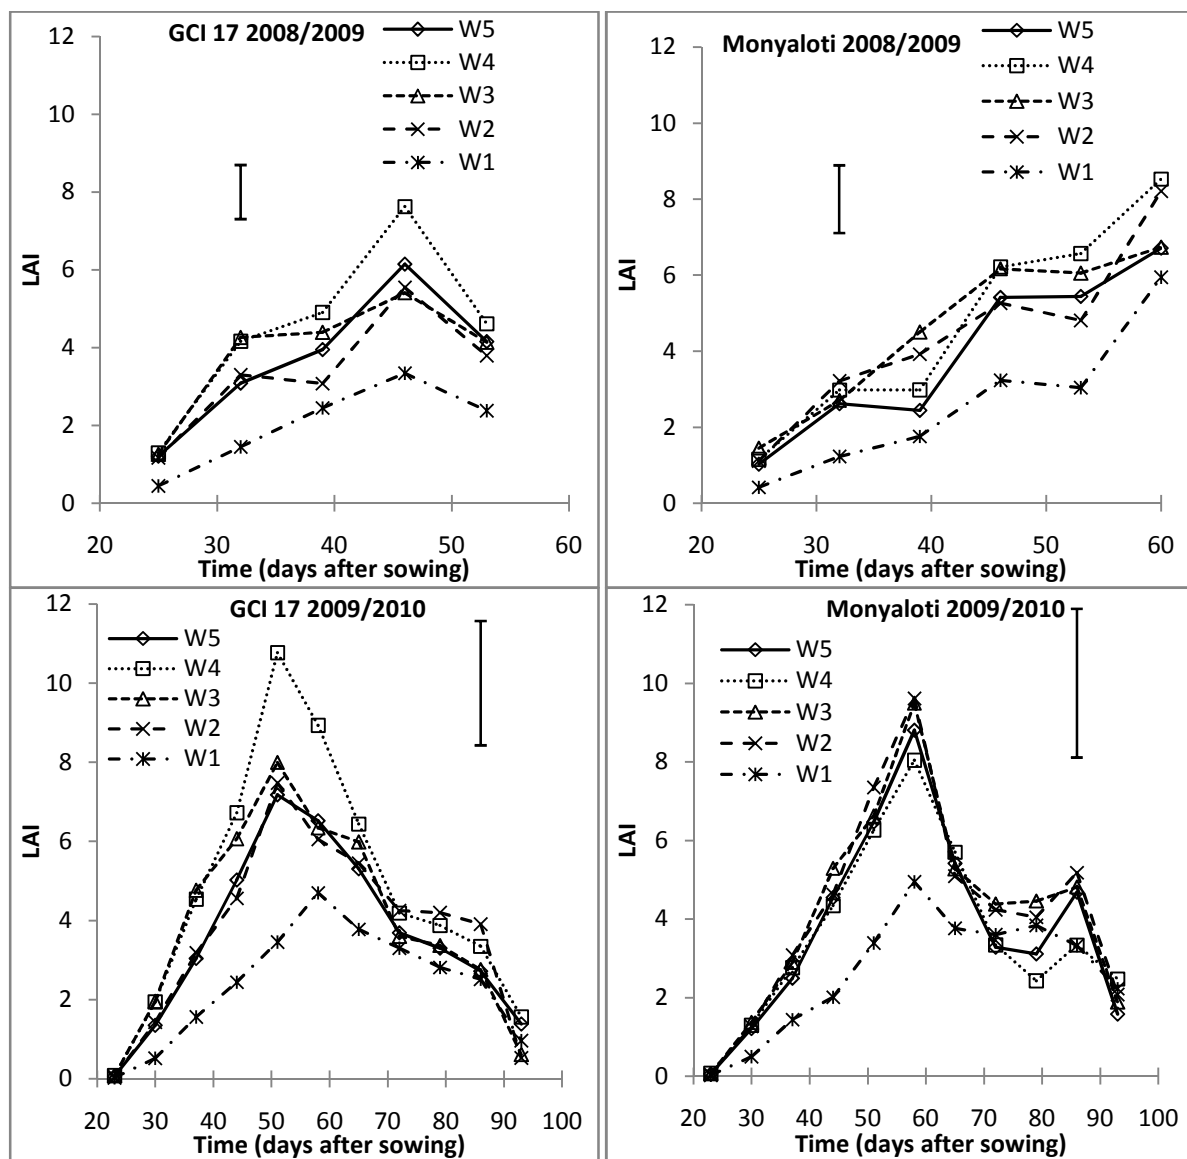 GCI 17 2008/2009
W5
W4
W3
W2
W1
12
10
8
6
4
2
0
LAI
20 30 40 50 60
Time (days after sowing)
Monyaloti 2008/2009
W5
W4
W3
W2
W1
12
10
8
6
4
2
0
LAI
20 30 40 50 60
Time (days after sowing)
GCI 17 2009/2010
W5
W4
W3
W2
W1
12
10
8
6
4
2
0
LAI
20 30 40 50 60 70 80 90 100
Time (days after sowing)
Monyaloti 2009/2010
W5
W4
W3
W2
W1
12
10
8
6
4
2
0
LAI
20 30 40 50 60 70 80 90 100
Time (days after sowing)